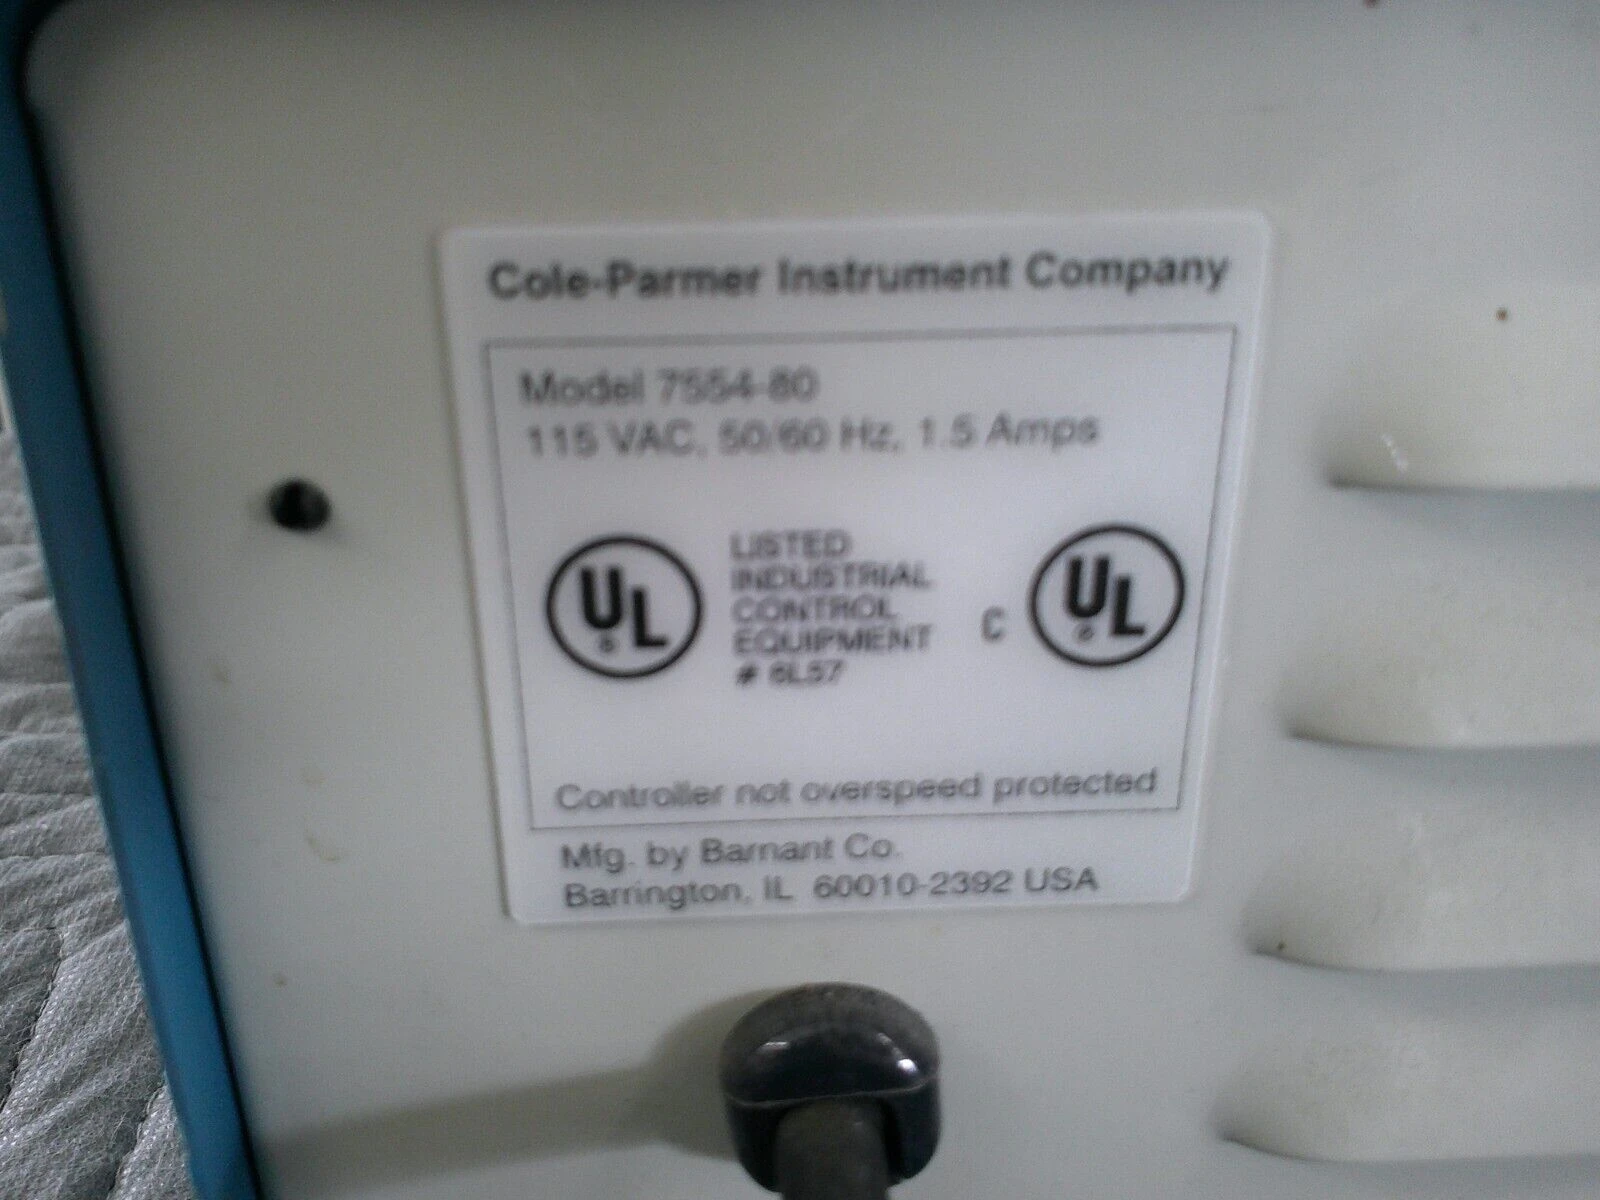 Cole-Parmer Instrument Company
Model 7554-80
115 VAC, 50/60 Hz, 1.5 Amps
UL
®
LISTED
INDUSTRIAL
CONTROL
EQUIPMENT
# 6L57
C
UL
®
Controller not overspeed protected
Mfg. by Barnant Co.
Barrington, IL 60010-2392 USA